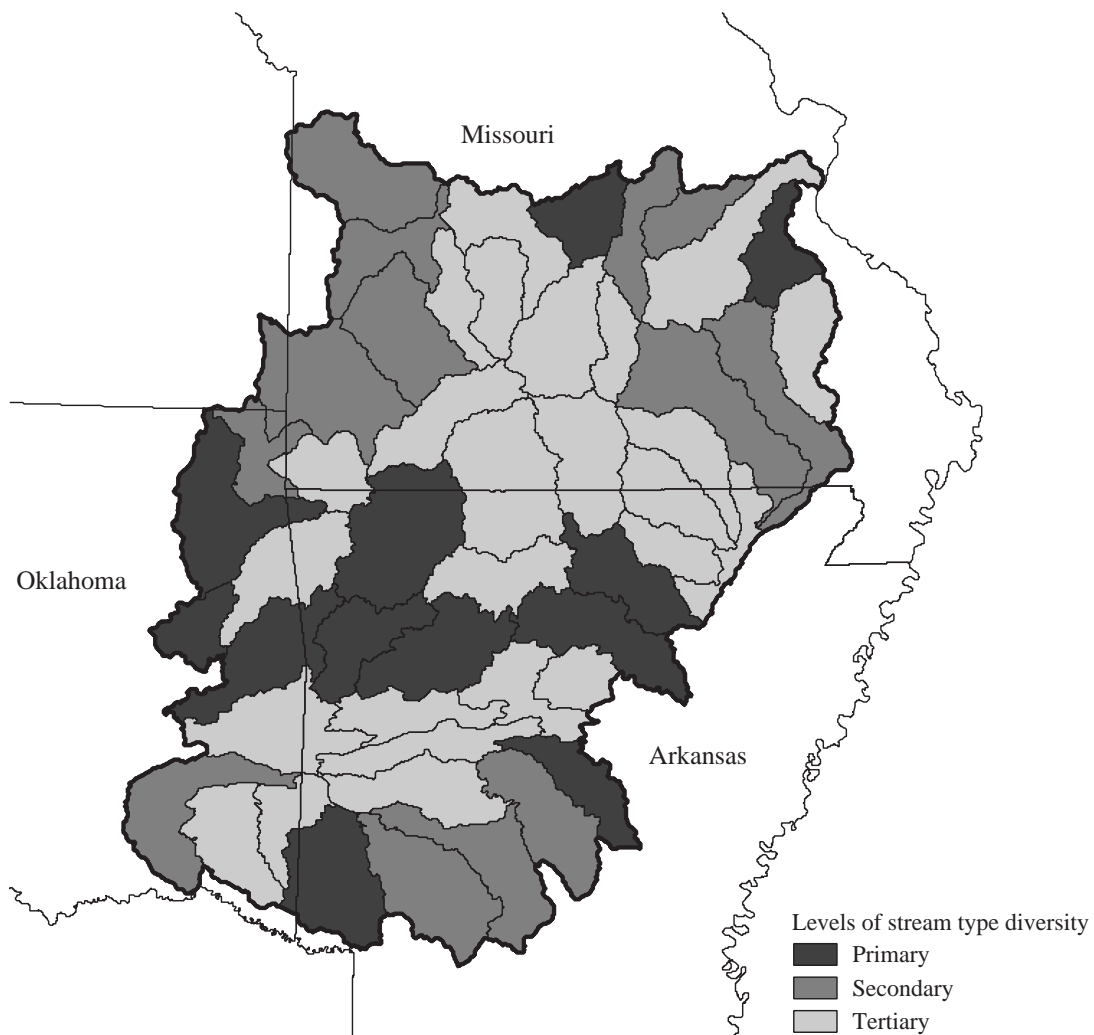 Missouri
Oklahoma
Arkansas
Levels of stream type diversity
Primary
Secondary
Tertiary